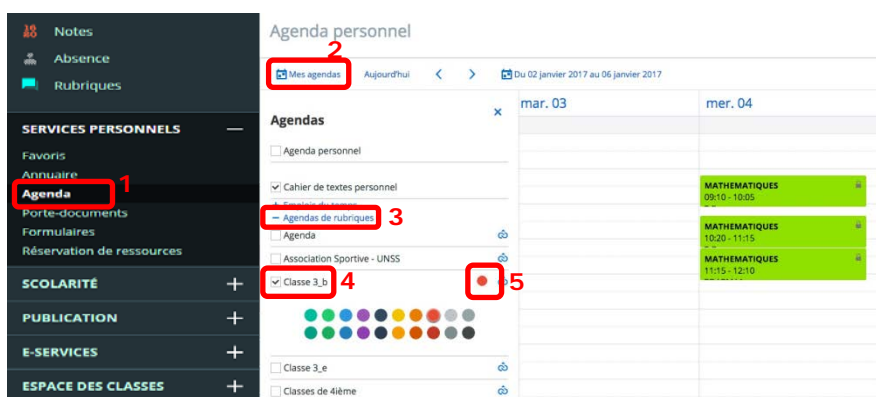 Notes
Absence
Rubriques
SERVICES PERSONNELS
Favoris
Annuaire
Agenda
1
Porte-documents
Formulaires
Réservation de ressources
SCOLARITÉ
PUBLICATION
E-SERVICES
ESPACE DES CLASSES
Agenda personnel
2
Mes agendas Aujourd'hui < > Du 02 janvier 2017 au 06 janvier 2017
Agendas ×
Agenda personnel
Cahier de textes personnel
+ Emplois du temps
− Agendas de rubriques 3
Agenda
Association Sportive - UNSS
Classe 3_b 4 5
Classe 3_e
Classes de 4ième
mar. 03 mer. 04
MATHEMATIQUES
09:10 - 10:05
MATHEMATIQUES
10:20 - 11:15
MATHEMATIQUES
11:15 - 12:10